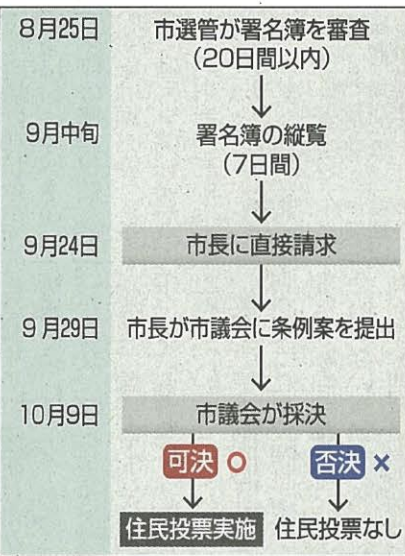 8月25日 市選管が署名簿を審査
(20日間以内)
9月中旬 署名簿の縦覧
(7日間)
9月24日 市長に直接請求
9月29日 市長が市議会に条例案を提出
10月9日 市議会が採決
可決 ○ 否決 ×
住民投票実施 住民投票なし